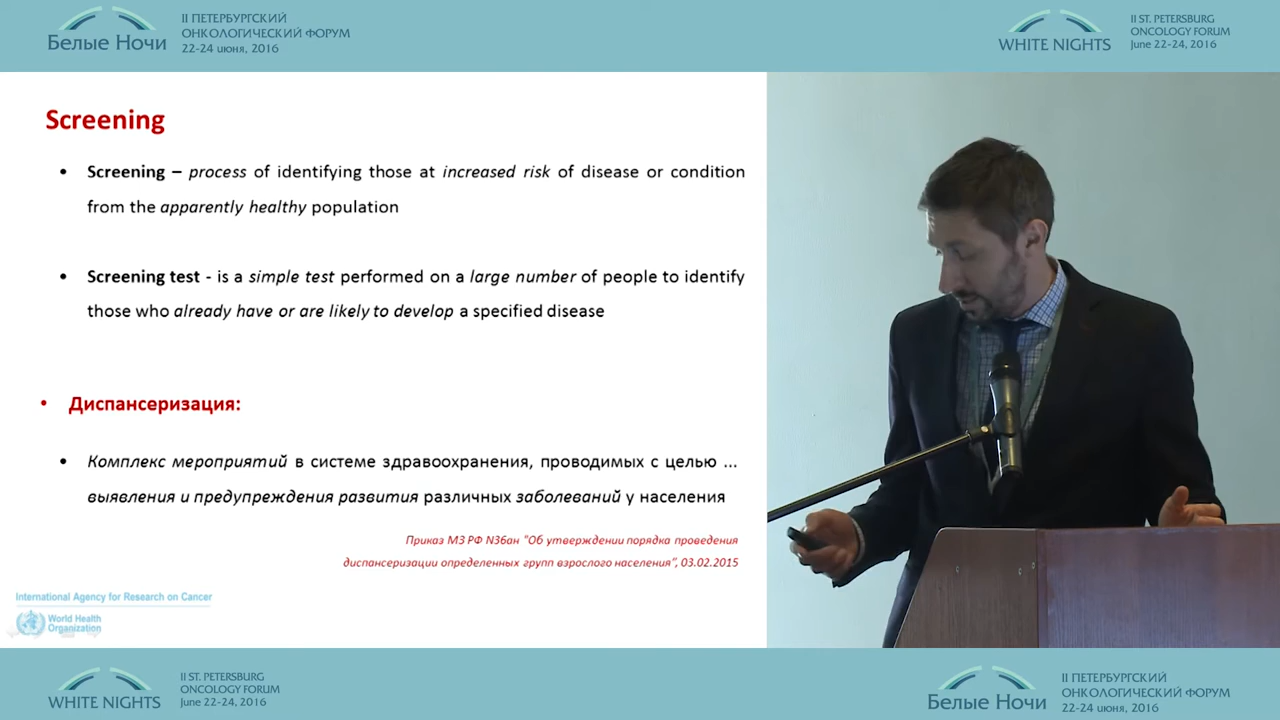 Белые Ночи
II ПЕТЕРБУРГСКИЙ
ОНКОЛОГИЧЕСКИЙ ФОРУМ
22-24 июня, 2016
WHITE NIGHTS
II ST. PETERSBURG
ONCOLOGY FORUM
June 22-24, 2016
Screening
• Screening – process of identifying those at increased risk of disease or condition
from the apparently healthy population
• Screening test - is a simple test performed on a large number of people to identify
those who already have or are likely to develop a specified disease
• Диспансеризация:
• Комплекс мероприятий в системе здравоохранения, проводимых с целью ...
выявления и предупреждения развития различных заболеваний у населения
Приказ МЗ РФ N36ан "Об утверждении порядка проведения
диспансеризации определенных групп взрослого населения", 03.02.2015
International Agency for Research on Cancer
World Health
Organization
WHITE NIGHTS
II ST. PETERSBURG
ONCOLOGY FORUM
June 22-24, 2016
Белые Ночи
II ПЕТЕРБУРГСКИЙ
ОНКОЛОГИЧЕСКИЙ ФОРУМ
22-24 июня, 2016